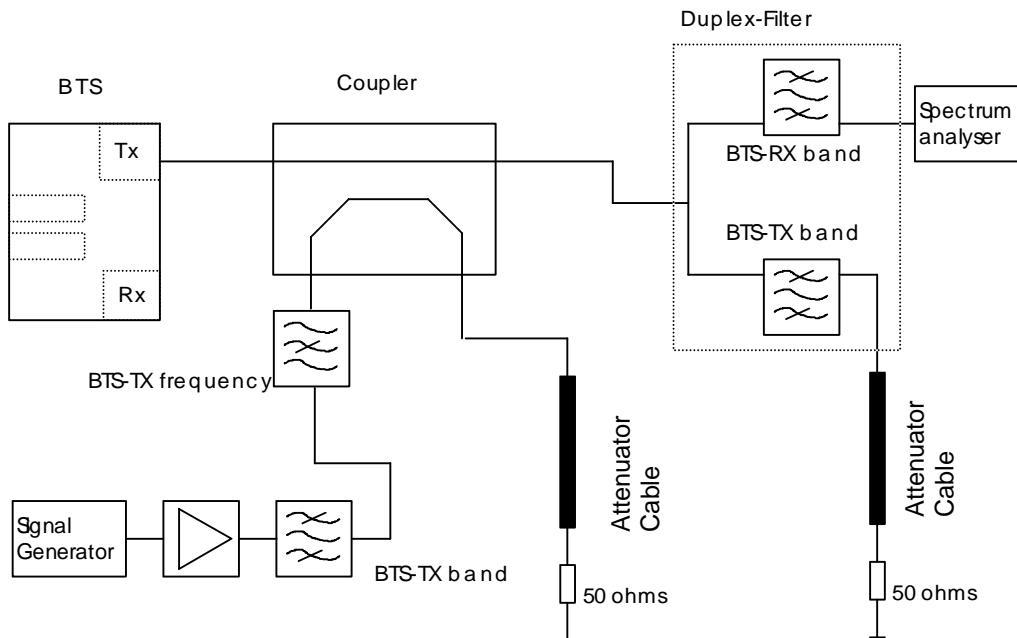 Duplex-Filter
BTS
Coupler
Tx
Spectrum
analyser
BTS-RX band
BTS-TX band
Rx
BTS-TX frequency
Attenuator
Cable
Attenuator
Cable
Signal
Generator
BTS-TX band
50 ohms
50 ohms